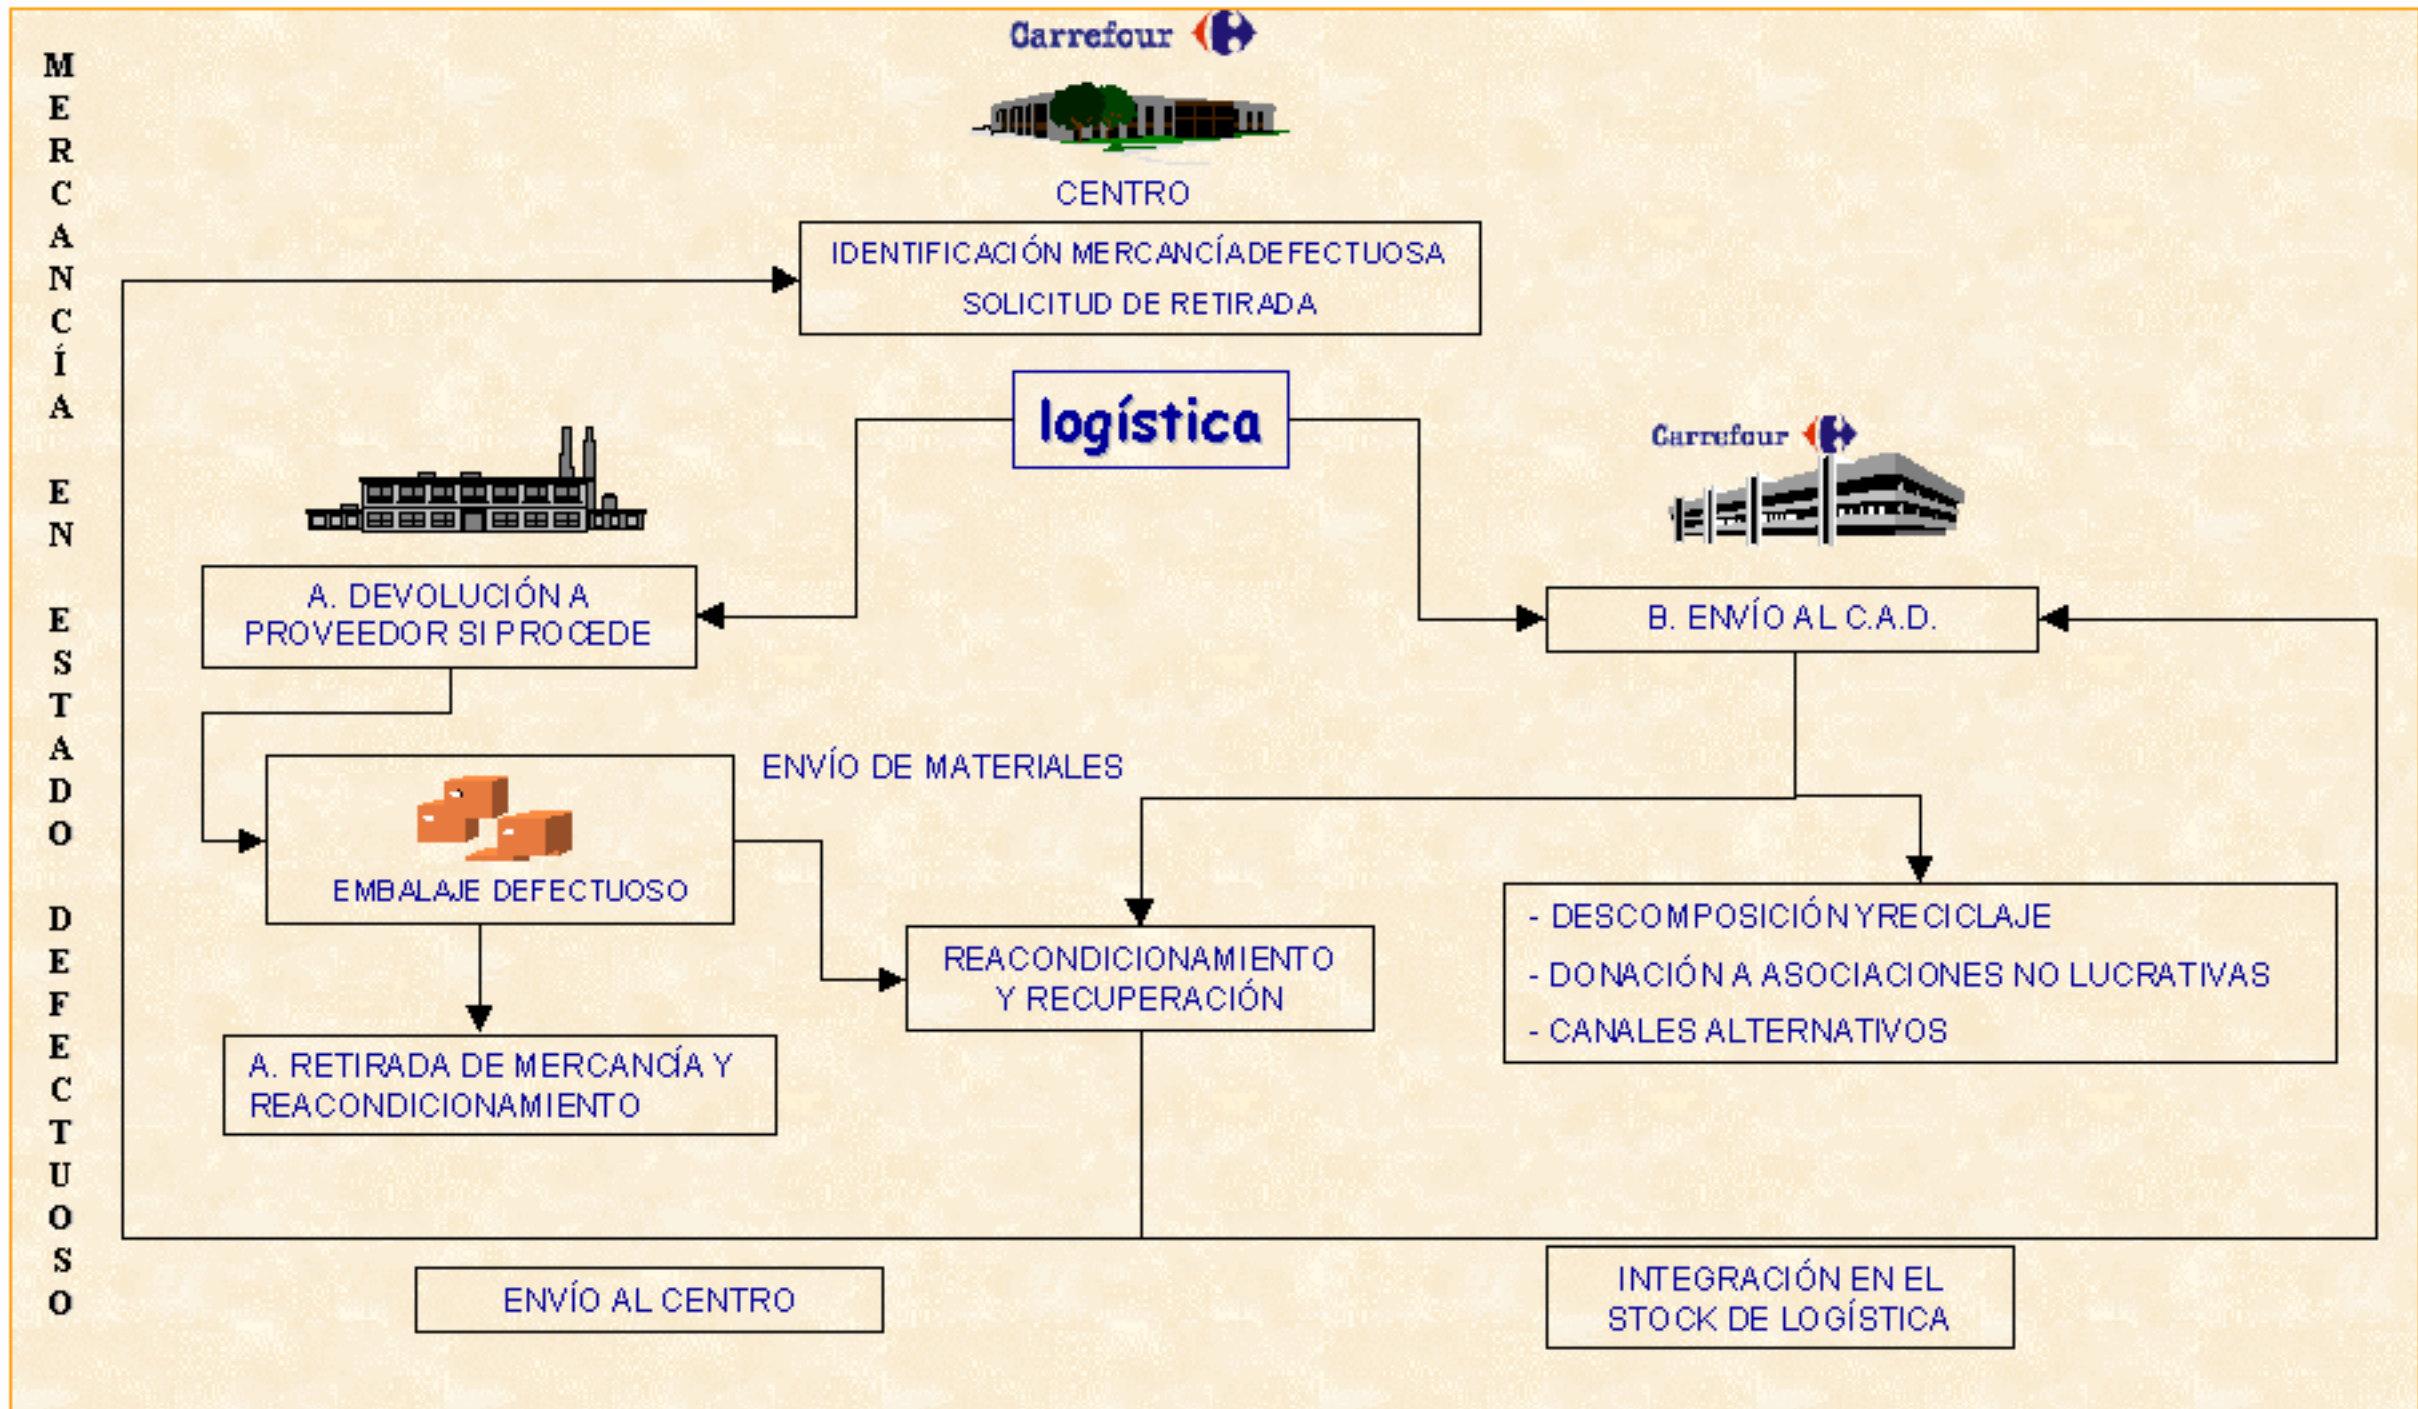 MERCANCÍA EN ESTADO DEFECTUOSO
Carrefour
CENTRO
IDENTIFICACIÓN MERCANCÍA DEFECTUOSA
SOLICITUD DE RETIRADA
logística
Carrefour
A. DEVOLUCIÓN A
PROVEEDOR SI PROCEDE
B. ENVÍO AL C.A.D.
ENVÍO DE MATERIALES
EMBALAJE DEFECTUOSO
REACONDICIONAMIENTO
Y RECUPERACIÓN
- DESCOMPOSICIÓN Y RECICLAJE
- DONACIÓN A ASOCIACIONES NO LUCRATIVAS
- CANALES ALTERNATIVOS
A. RETIRADA DE MERCANCÍA Y
REACONDICIONAMIENTO
ENVÍO AL CENTRO
INTEGRACIÓN EN EL
STOCK DE LOGÍSTICA